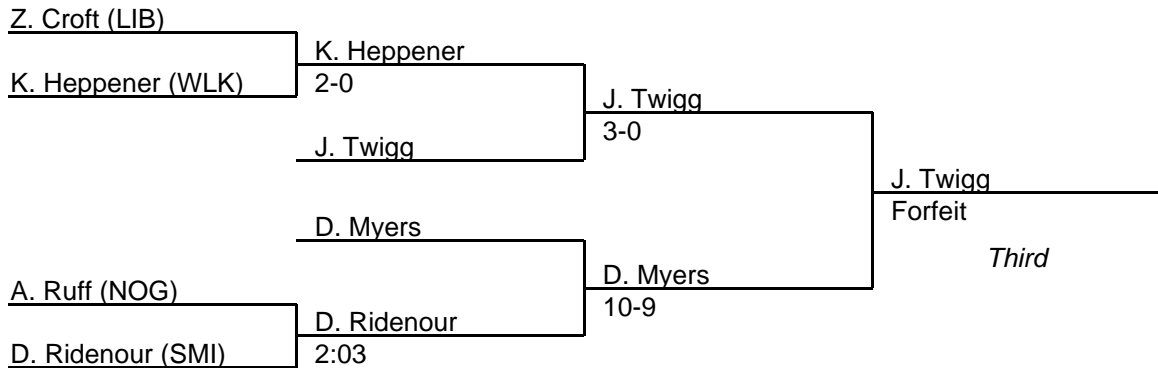 Z. Croft (LIB)
K. Heppener
K. Heppener (WLK)
2-0
J. Twigg
3-0
J. Twigg
J. Twigg
Forfeit
D. Myers
Third
D. Myers
A. Ruff (NOG)
10-9
D. Ridenour
D. Ridenour (SMI)
2:03